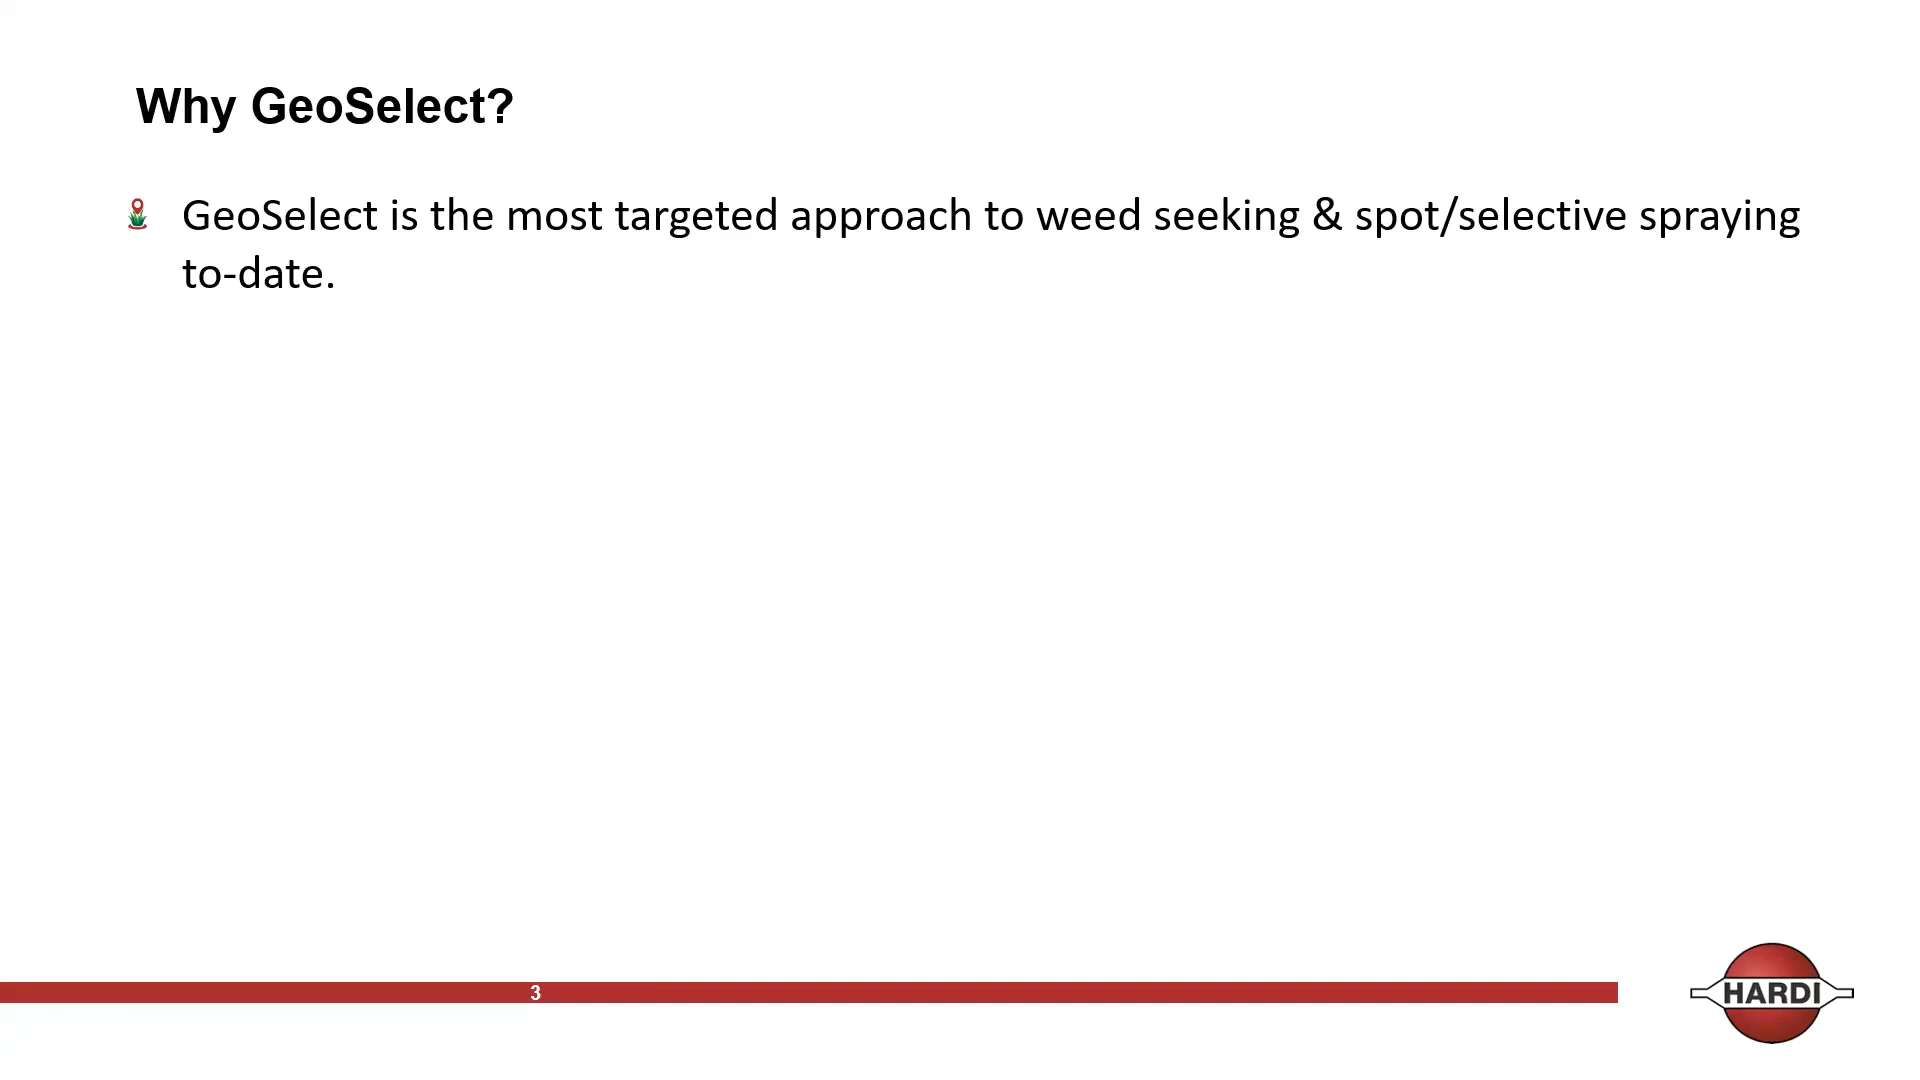 Why GeoSelect?
GeoSelect is the most targeted approach to weed seeking & spot/selective spraying
to-date.
3
HARDI